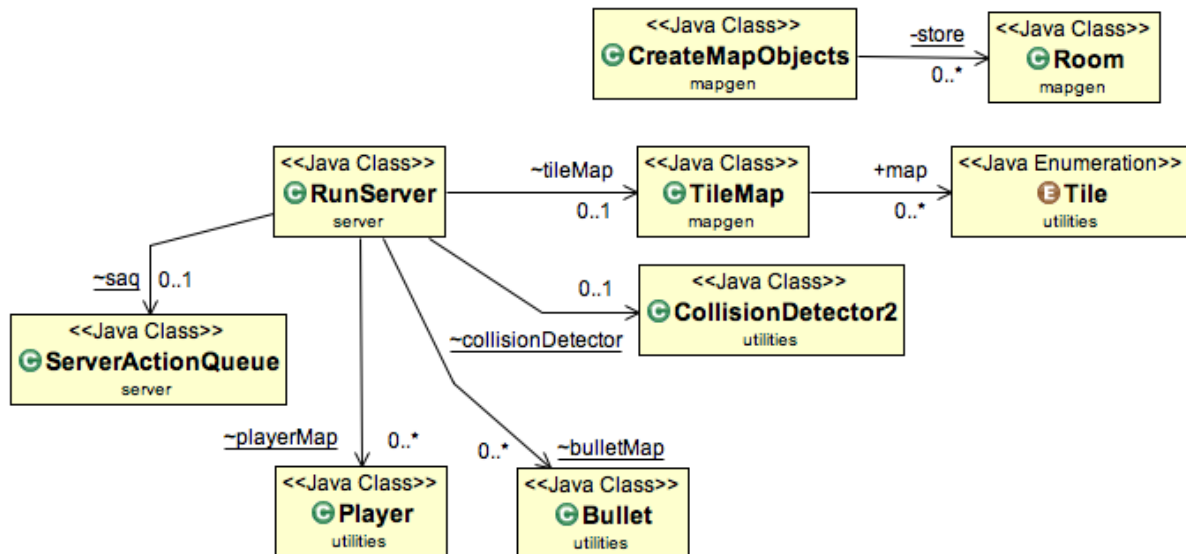 <<Java Class>>
CreateMapObjects
mapgen
-store
0..*
<<Java Class>>
Room
mapgen
<<Java Class>>
RunServer
server
~tileMap
0..1
<<Java Class>>
TileMap
mapgen
+map
0..*
<<Java Enumeration>>
Tile
utilities
~saq
0..1
<<Java Class>>
ServerActionQueue
server
0..1
~collisionDetector
<<Java Class>>
CollisionDetector2
utilities
~playerMap
0..*
<<Java Class>>
Player
utilities
0..*
~bulletMap
<<Java Class>>
Bullet
utilities